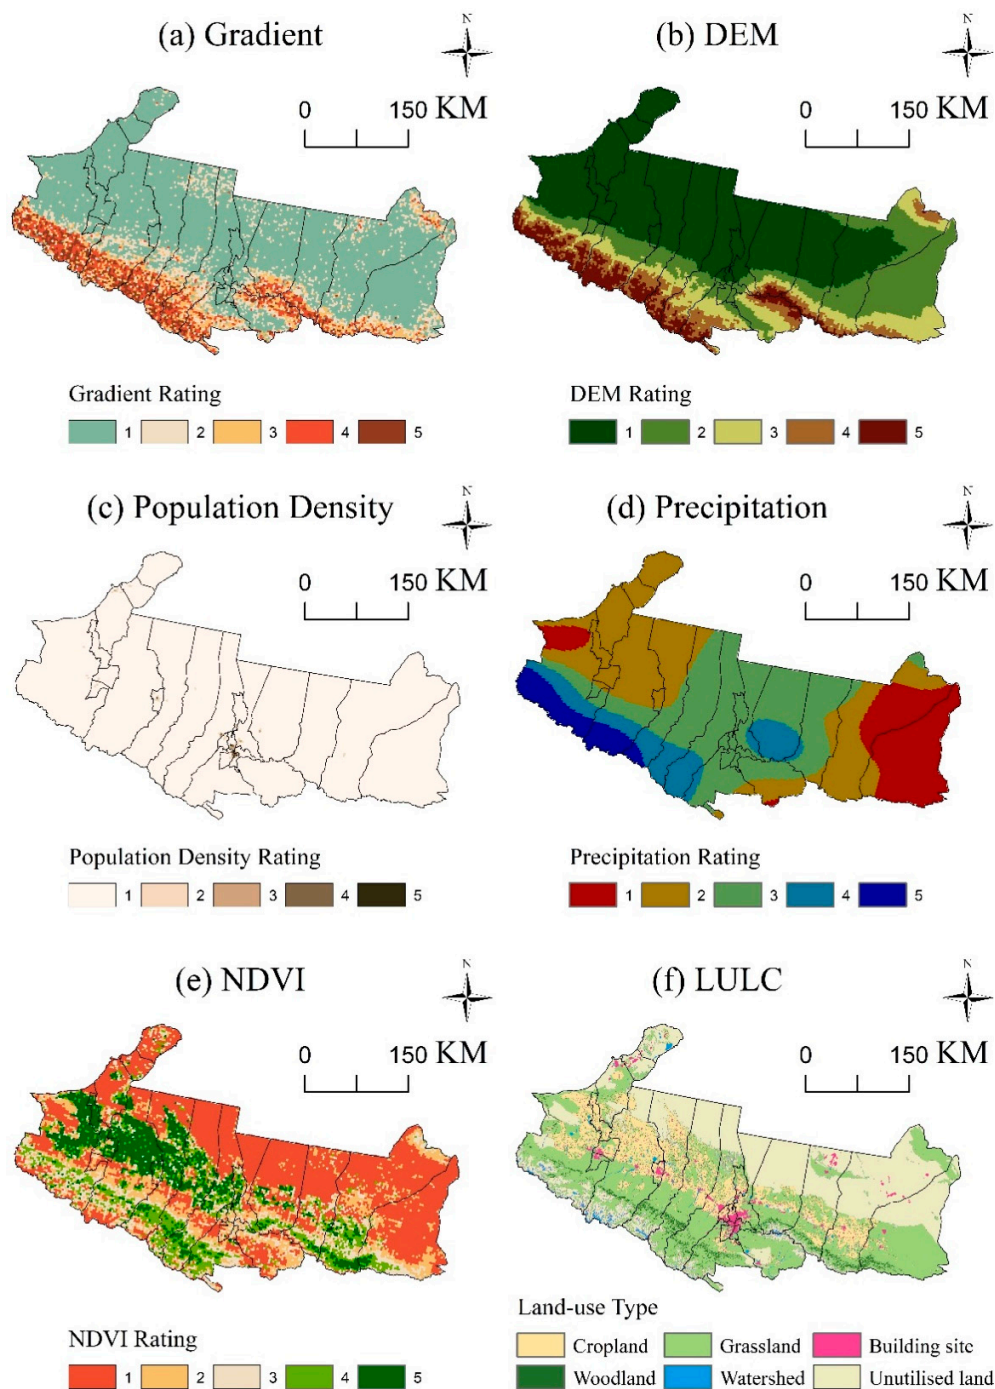 (a) Gradient
N
0 150 KM
Gradient Rating
1 2 3 4 5
(b) DEM
N
0 150 KM
DEM Rating
1 2 3 4 5
(c) Population Density
N
0 150 KM
Population Density Rating
1 2 3 4 5
(d) Precipitation
N
0 150 KM
Precipitation Rating
1 2 3 4 5
(e) NDVI
N
0 150 KM
NDVI Rating
1 2 3 4 5
(f) LULC
N
0 150 KM
Land-use Type
Cropland Grassland Building site
Woodland Watershed Unutilised land